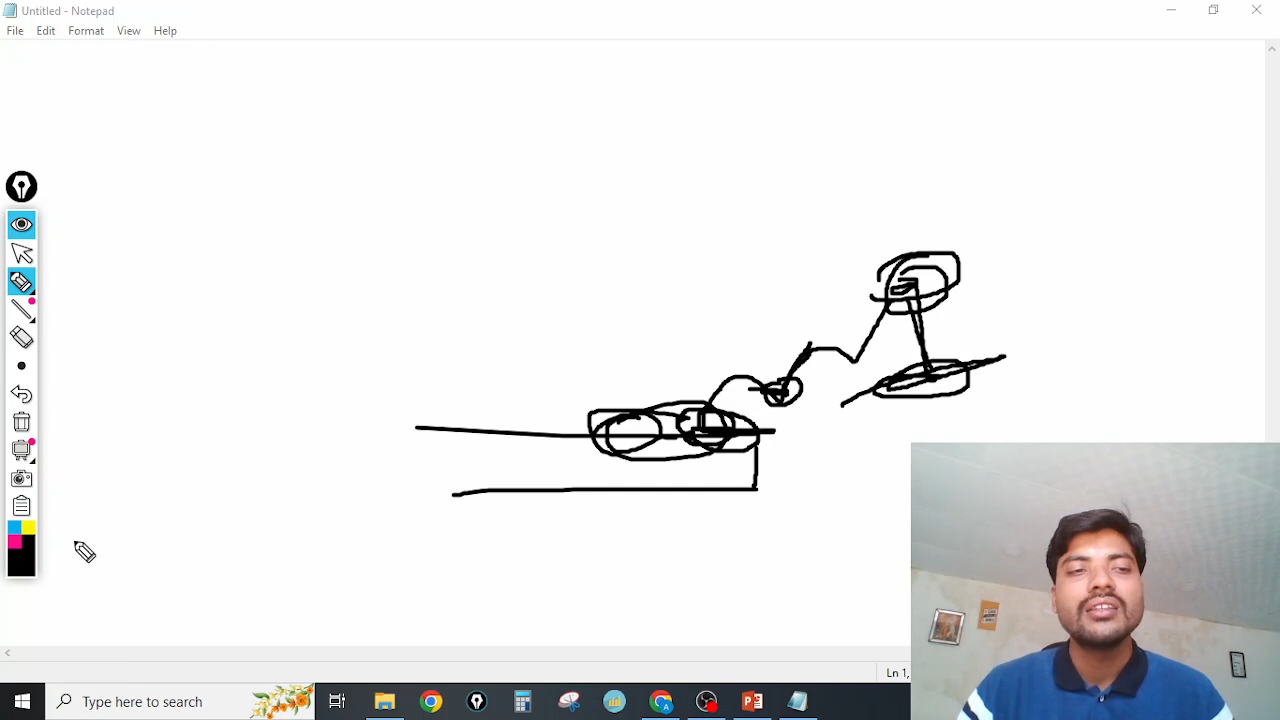 Untitled - Notepad
File Edit Format View Help
Ln 1,
Type here to search